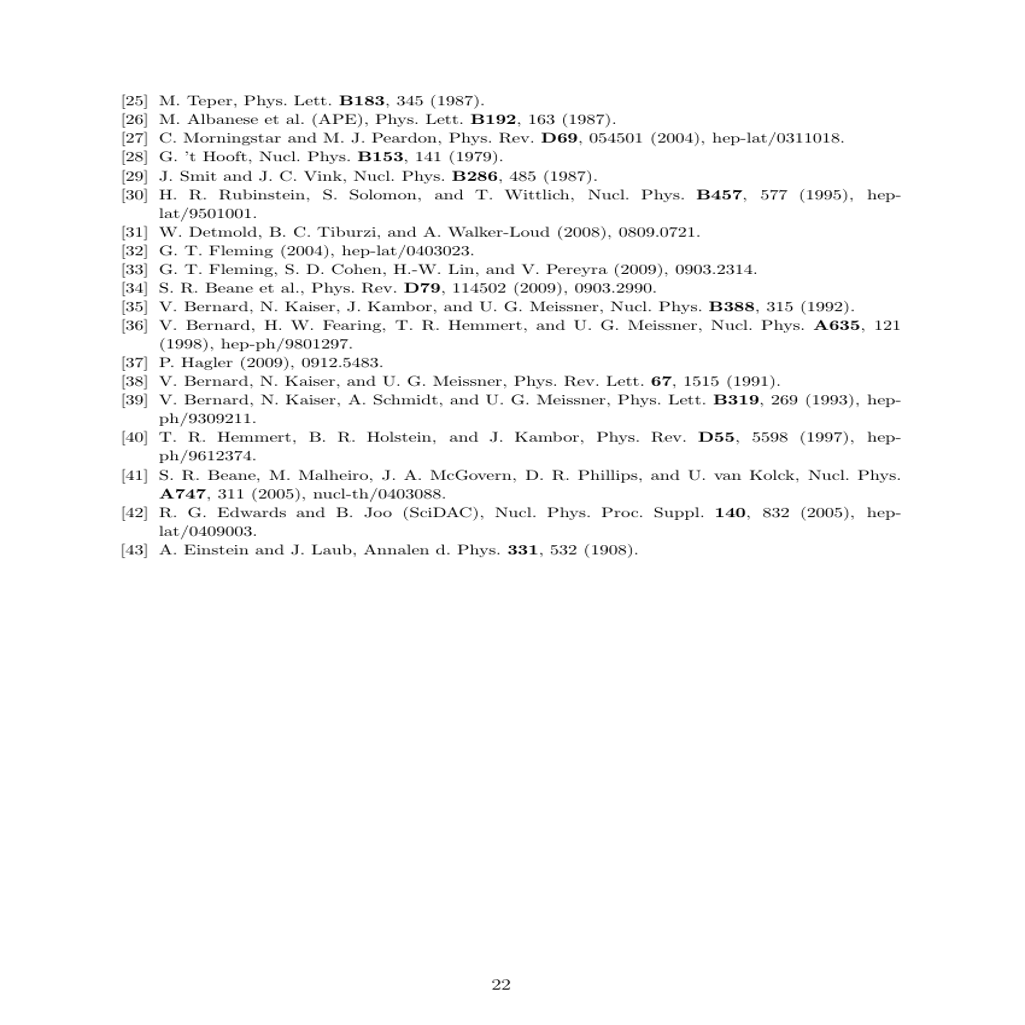 [25] M. Teper, Phys. Lett. B183, 345 (1987).
[26] M. Albanese et al. (APE), Phys. Lett. B192, 163 (1987).
[27] C. Morningstar and M. J. Peardon, Phys. Rev. D69, 054501 (2004), hep-lat/0311018.
[28] G. 't Hooft, Nucl. Phys. B153, 141 (1979).
[29] J. Smit and J. C. Vink, Nucl. Phys. B286, 485 (1987).
[30] H. R. Rubinstein, S. Solomon, and T. Wittlich, Nucl. Phys. B457, 577 (1995), hep-
lat/9501001.
[31] W. Detmold, B. C. Tiburzi, and A. Walker-Loud (2008), 0809.0721.
[32] G. T. Fleming (2004), hep-lat/0403023.
[33] G. T. Fleming, S. D. Cohen, H.-W. Lin, and V. Pereyra (2009), 0903.2314.
[34] S. R. Beane et al., Phys. Rev. D79, 114502 (2009), 0903.2990.
[35] V. Bernard, N. Kaiser, J. Kambor, and U. G. Meissner, Nucl. Phys. B388, 315 (1992).
[36] V. Bernard, H. W. Fearing, T. R. Hemmert, and U. G. Meissner, Nucl. Phys. A635, 121
(1998), hep-ph/9801297.
[37] P. Hagler (2009), 0912.5483.
[38] V. Bernard, N. Kaiser, and U. G. Meissner, Phys. Rev. Lett. 67, 1515 (1991).
[39] V. Bernard, N. Kaiser, A. Schmidt, and U. G. Meissner, Phys. Lett. B319, 269 (1993), hep-
ph/9309211.
[40] T. R. Hemmert, B. R. Holstein, and J. Kambor, Phys. Rev. D55, 5598 (1997), hep-
ph/9612374.
[41] S. R. Beane, M. Malheiro, J. A. McGovern, D. R. Phillips, and U. van Kolck, Nucl. Phys.
A747, 311 (2005), nucl-th/0403088.
[42] R. G. Edwards and B. Joo (SciDAC), Nucl. Phys. Proc. Suppl. 140, 832 (2005), hep-
lat/0409003.
[43] A. Einstein and J. Laub, Annalen d. Phys. 331, 532 (1908).
22